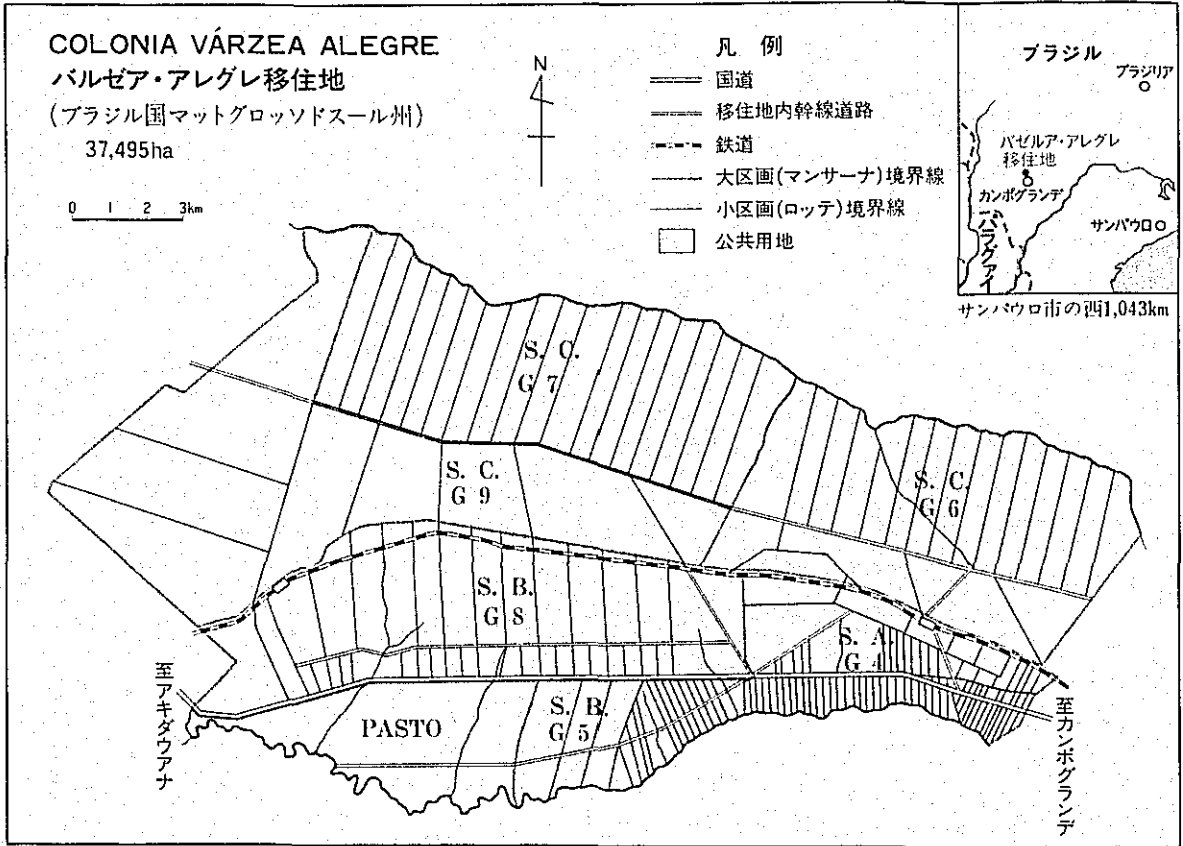 COLONIA VÁRZEA ALEGRE
バルゼア・アレグレ移住地
(ブラジル国マットグロッソドスール州)
37,495ha
0 1 2 3km
N
凡例
国道
移住地内幹線道路
鉄道
大区画(マンサーナ)境界線
小区画(ロッテ)境界線
公共用地
ブラジル
ブラジリア
バゼルア・アレグレ
移住地
カンポグランデ
サンパウロ
パラグァイ
サンパウロ市の西1,043km
S. C.
G 7
S. C.
G 9
S. C.
G 6
S. B.
G 8
S. A
G 4
S. B.
G 5
PASTO
至アキダウアナ
至カンポグランデ